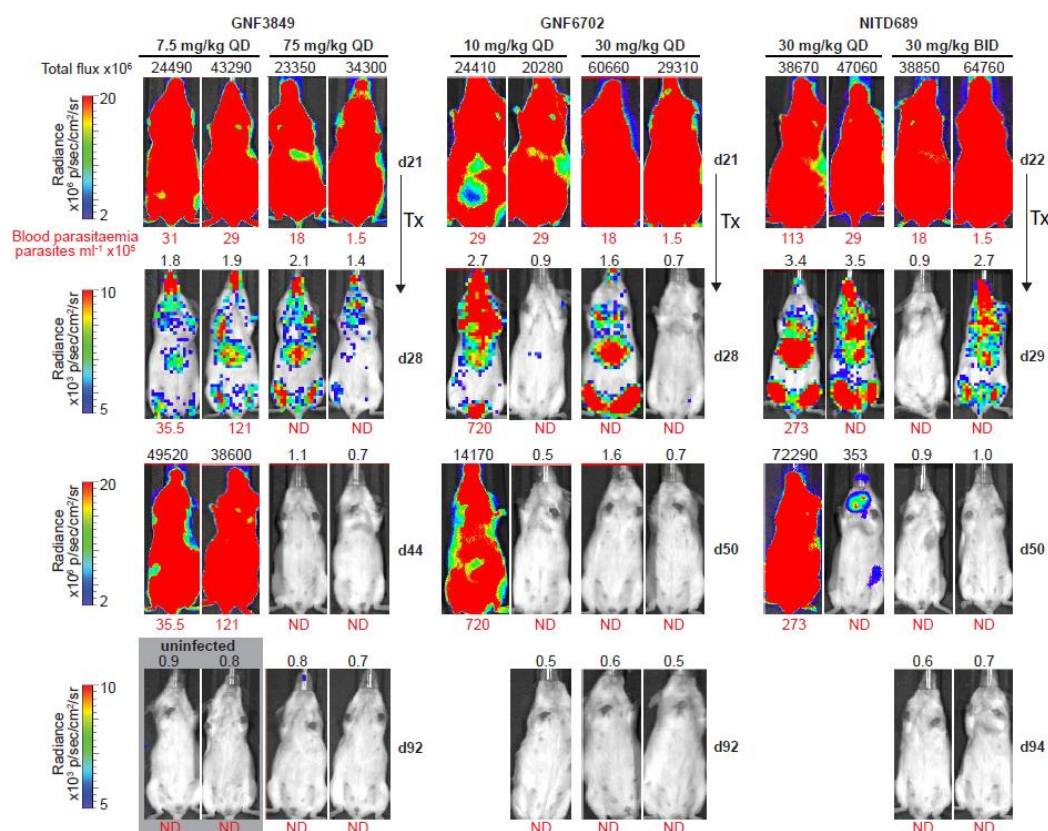 GNF3849 GNF6702 NITD689
7.5 mg/kg QD 75 mg/kg QD 10 mg/kg QD 30 mg/kg QD 30 mg/kg QD 30 mg/kg BID
Total flux x10⁶ 24490 43290 23350 34300 24410 20280 60660 29310 38670 47060 38850 64760
20
Radiance
x10⁶ p/sec/cm²/sr
2
d21 d21 d22
Tx Tx Tx
Blood parasitaemia
parasites ml⁻¹ x10⁵ 31 29 18 1.5 29 29 18 1.5 113 29 18 1.5
1.8 1.9 2.1 1.4 2.7 0.9 1.6 0.7 3.4 3.5 0.9 2.7
10
Radiance
x10³ p/sec/cm²/sr
5
d28 d28 d29
35.5 121 ND ND 720 ND ND ND 273 ND ND ND
49520 38600 1.1 0.7 14170 0.5 1.6 0.7 72290 353 0.9 1.0
20
Radiance
x10⁶ p/sec/cm²/sr
2
d44 d50 d50
35.5 121 ND ND 720 ND ND ND 273 ND ND ND
uninfected
0.9 0.8 0.8 0.7 0.5 0.6 0.5 0.6 0.7
10
Radiance
x10³ p/sec/cm²/sr
5
d92 d92 d94
ND ND ND ND ND ND ND ND ND